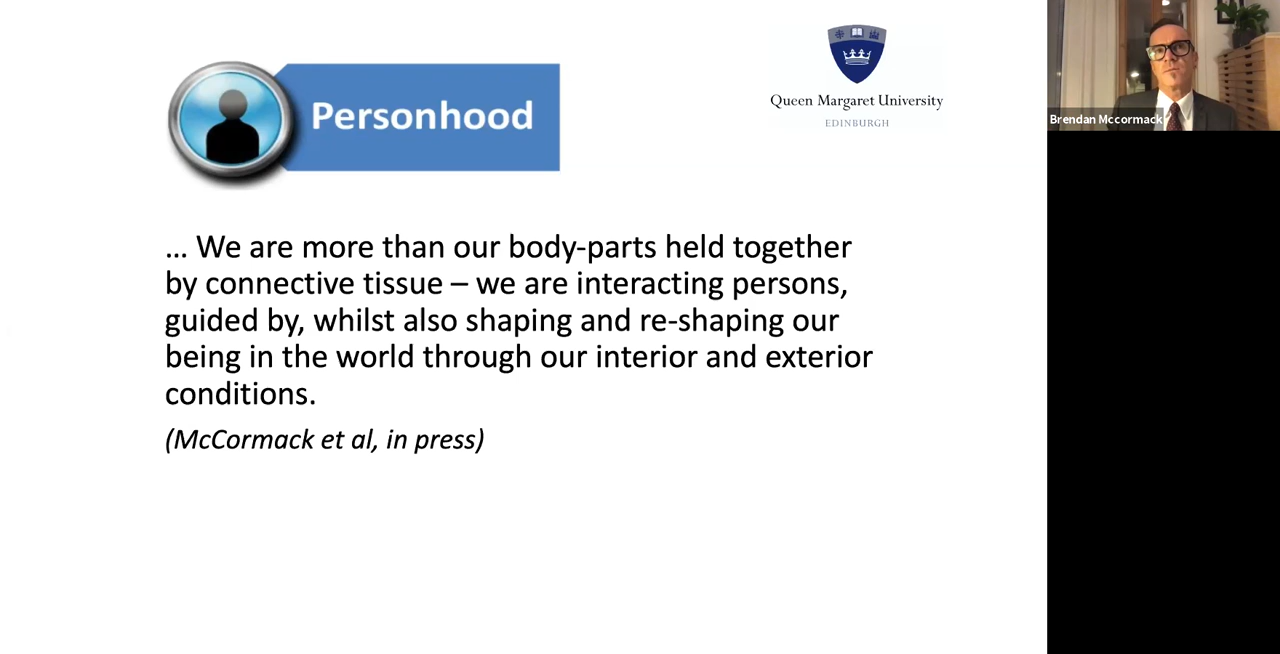 Personhood
Queen Margaret University
EDINBURGH
Brendan Mccormack
... We are more than our body-parts held together
by connective tissue – we are interacting persons,
guided by, whilst also shaping and re-shaping our
being in the world through our interior and exterior
conditions.
(McCormack et al, in press)